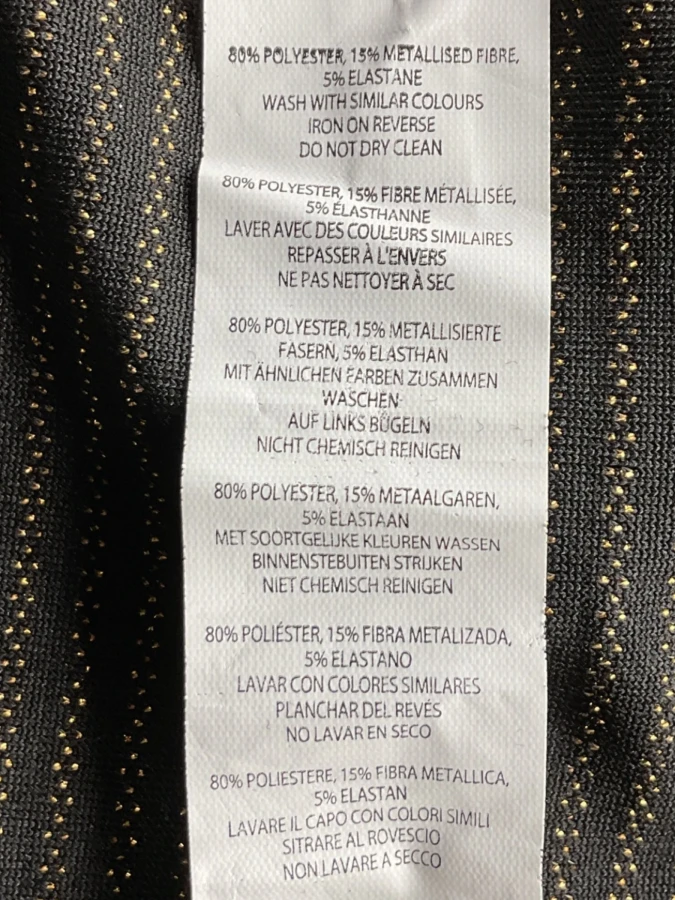 80% POLYESTER, 15% METALLISED FIBRE,
5% ELASTANE
WASH WITH SIMILAR COLOURS
IRON ON REVERSE
DO NOT DRY CLEAN
80% POLYESTER, 15% FIBRE MÉTALLISÉE,
5% ÉLASTHANNE
LAVER AVEC DES COULEURS SIMILAIRES
REPASSER À L'ENVERS
NE PAS NETTOYER À SEC
80% POLYESTER, 15% METALLISIERTE
FASERN, 5% ELASTHAN
MIT ÄHNLICHEN FARBEN ZUSAMMEN
WASCHEN
AUF LINKS BÜGELN
NICHT CHEMISCH REINIGEN
80% POLYESTER, 15% METAALGAREN,
5% ELASTAAN
MET SOORTGELIJKE KLEUREN WASSEN
BINNENSTEBUITEN STRIJKEN
NIET CHEMISCH REINIGEN
80% POLIÉSTER, 15% FIBRA METALIZADA,
5% ELASTANO
LAVAR CON COLORES SIMILARES
PLANCHAR DEL REVÉS
NO LAVAR EN SECO
80% POLIESTERE, 15% FIBRA METALLICA,
5% ELASTAN
LAVARE IL CAPO CON COLORI SIMILI
SITRARE AL ROVESCIO
NON LAVARE A SECCO